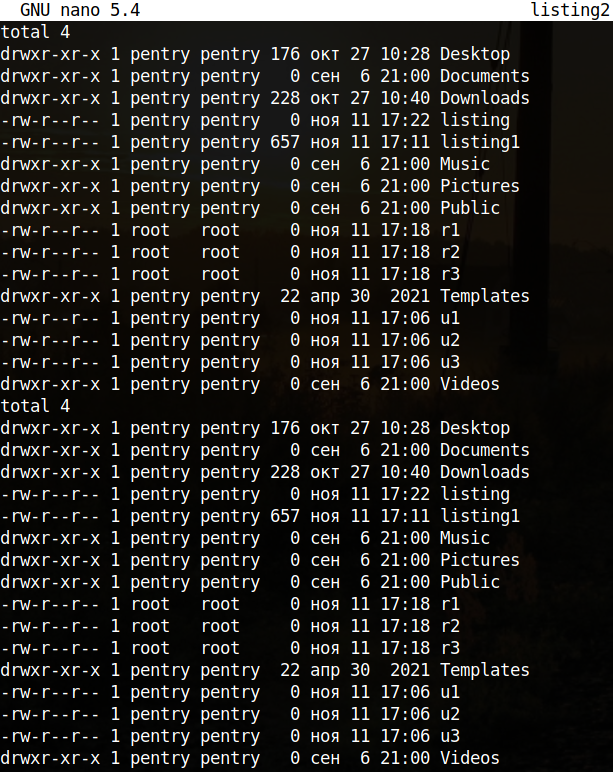 GNU nano 5.4 listing2
total 4
drwxr-xr-x 1 pentry pentry 176 окт 27 10:28 Desktop
drwxr-xr-x 1 pentry pentry   0 сен  6 21:00 Documents
drwxr-xr-x 1 pentry pentry 228 окт 27 10:40 Downloads
-rw-r--r-- 1 pentry pentry   0 ноя 11 17:22 listing
-rw-r--r-- 1 pentry pentry 657 ноя 11 17:11 listing1
drwxr-xr-x 1 pentry pentry   0 сен  6 21:00 Music
drwxr-xr-x 1 pentry pentry   0 сен  6 21:00 Pictures
drwxr-xr-x 1 pentry pentry   0 сен  6 21:00 Public
-rw-r--r-- 1 root   root     0 ноя 11 17:18 r1
-rw-r--r-- 1 root   root     0 ноя 11 17:18 r2
-rw-r--r-- 1 root   root     0 ноя 11 17:18 r3
drwxr-xr-x 1 pentry pentry  22 апр 30  2021 Templates
-rw-r--r-- 1 pentry pentry   0 ноя 11 17:06 u1
-rw-r--r-- 1 pentry pentry   0 ноя 11 17:06 u2
-rw-r--r-- 1 pentry pentry   0 ноя 11 17:06 u3
drwxr-xr-x 1 pentry pentry   0 сен  6 21:00 Videos
total 4
drwxr-xr-x 1 pentry pentry 176 окт 27 10:28 Desktop
drwxr-xr-x 1 pentry pentry   0 сен  6 21:00 Documents
drwxr-xr-x 1 pentry pentry 228 окт 27 10:40 Downloads
-rw-r--r-- 1 pentry pentry   0 ноя 11 17:22 listing
-rw-r--r-- 1 pentry pentry 657 ноя 11 17:11 listing1
drwxr-xr-x 1 pentry pentry   0 сен  6 21:00 Music
drwxr-xr-x 1 pentry pentry   0 сен  6 21:00 Pictures
drwxr-xr-x 1 pentry pentry   0 сен  6 21:00 Public
-rw-r--r-- 1 root   root     0 ноя 11 17:18 r1
-rw-r--r-- 1 root   root     0 ноя 11 17:18 r2
-rw-r--r-- 1 root   root     0 ноя 11 17:18 r3
drwxr-xr-x 1 pentry pentry  22 апр 30  2021 Templates
-rw-r--r-- 1 pentry pentry   0 ноя 11 17:06 u1
-rw-r--r-- 1 pentry pentry   0 ноя 11 17:06 u2
-rw-r--r-- 1 pentry pentry   0 ноя 11 17:06 u3
drwxr-xr-x 1 pentry pentry   0 сен  6 21:00 Videos